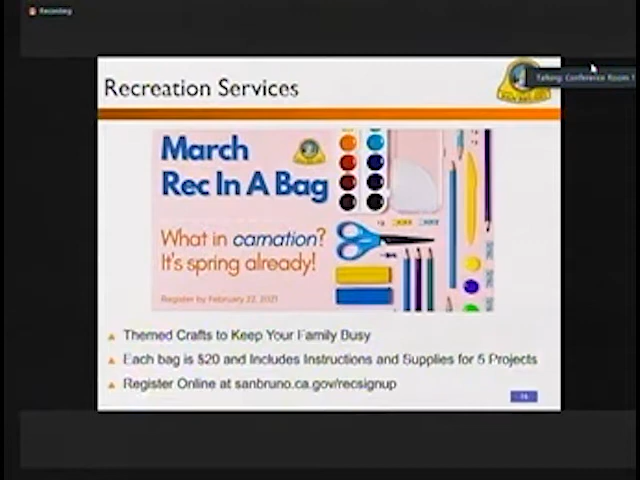 Recording
Talking: Conference Room 1
Recreation Services
March
Rec In A Bag
What in carnation?
It's spring already!
Register by February 22, 2021
Themed Crafts to Keep Your Family Busy
Each bag is $20 and Includes Instructions and Supplies for 5 Projects
Register Online at sanbruno.ca.gov/recsignup